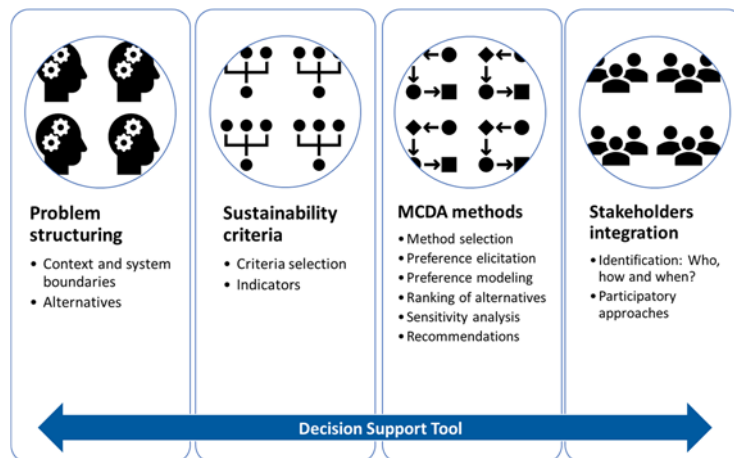 Problem
structuring
• Context and system
boundaries
• Alternatives
Sustainability
criteria
• Criteria selection
• Indicators
MCDA methods
• Method selection
• Preference elicitation
• Preference modeling
• Ranking of alternatives
• Sensitivity analysis
• Recommendations
Stakeholders
integration
• Identification: Who,
how and when?
• Participatory
approaches
Decision Support Tool